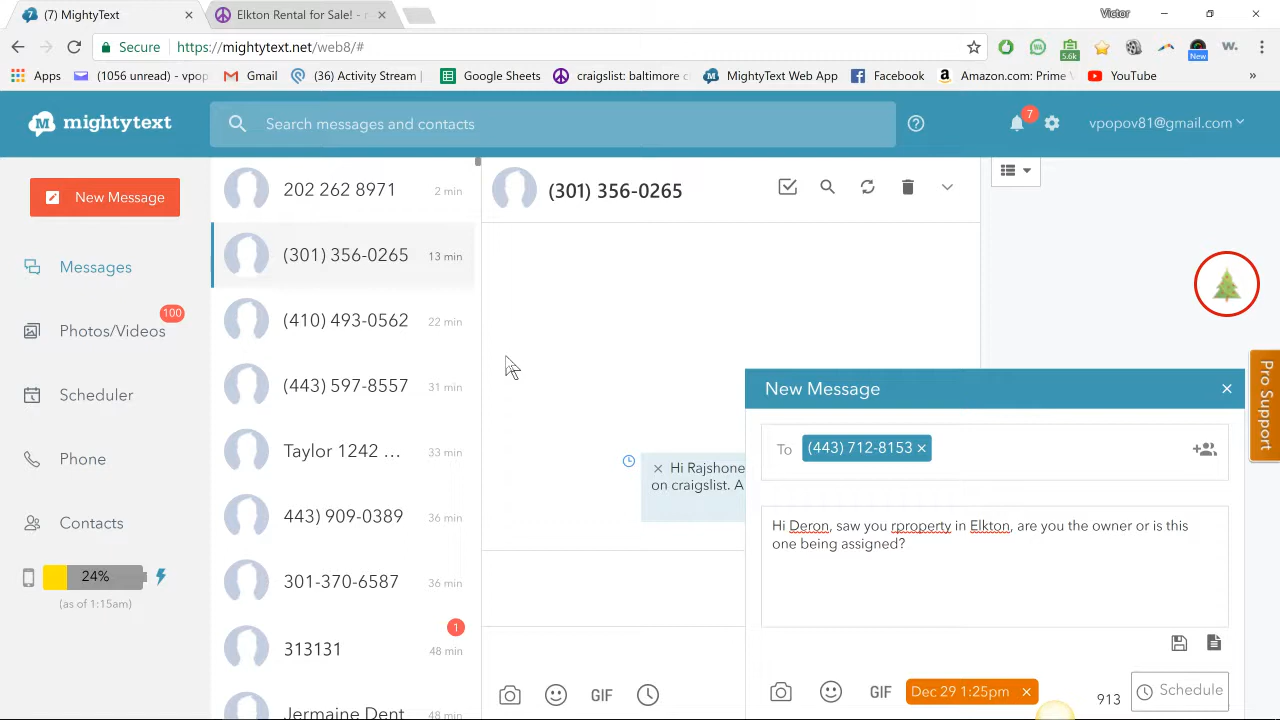 (7) MightyText
Elkton Rental for Sale! - r
Victor
Secure
https://mightytext.net/web8/#
5.6k
W.
New
Apps
(1056 unread) - vpop
Gmail
(36) Activity Stream |
Google Sheets
craigslist: baltimore c
MightyText Web App
Facebook
Amazon.com: Prime
YouTube
»
mightytext
Search messages and contacts
7
vpopov81@gmail.com
New Message
Messages
Photos/Videos
100
Scheduler
Phone
Contacts
24%
(as of 1:15am)
202 262 8971
2 min
(301) 356-0265
13 min
(410) 493-0562
22 min
(443) 597-8557
31 min
Taylor 1242 ...
33 min
443) 909-0389
36 min
301-370-6587
36 min
313131
1
48 min
Jermaine Dent
48 min
(301) 356-0265
Hi Rajshone
on craigslist. A
GIF
Pro Support
New Message
To
(443) 712-8153
Hi Deron, saw you rproperty in Elkton, are you the owner or is this
one being assigned?
GIF
Dec 29 1:25pm
913
Schedule